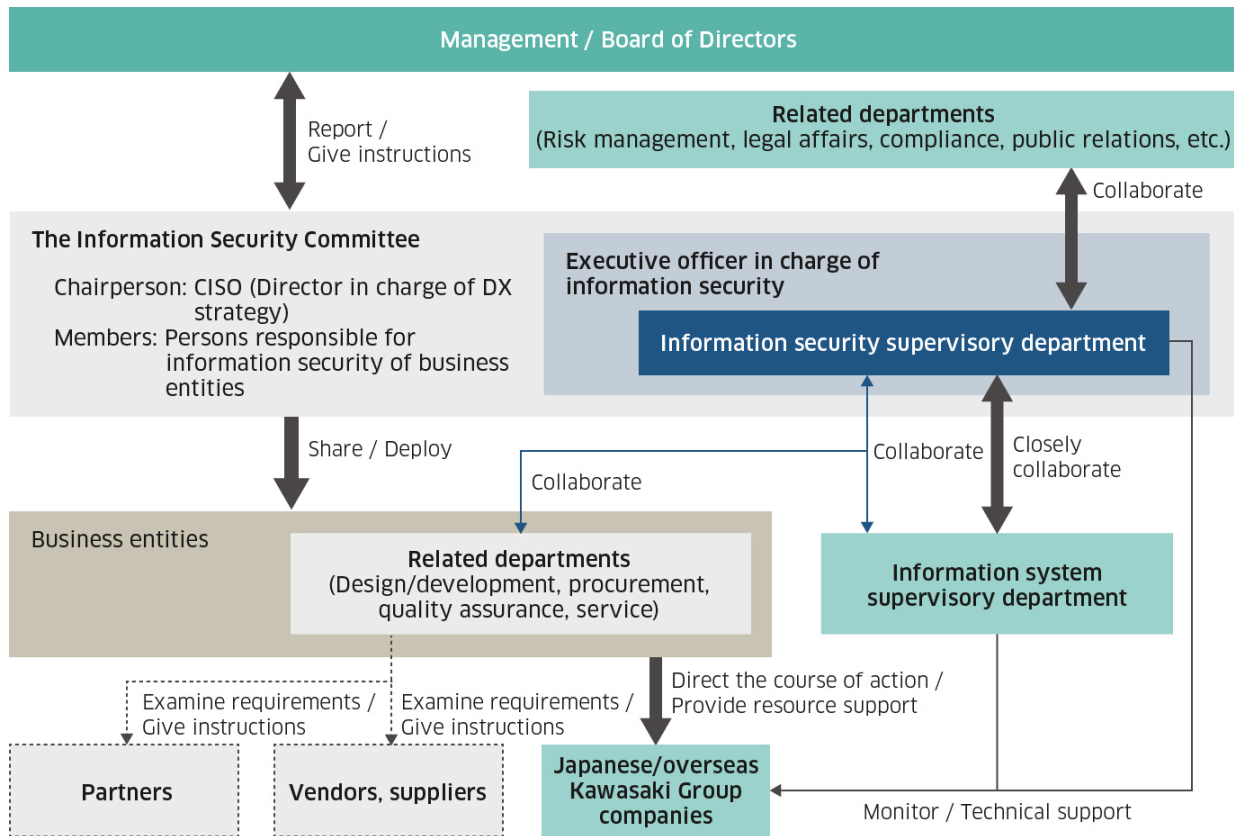 Management / Board of Directors
Report /
Give instructions
Related departments
(Risk management, legal affairs, compliance, public relations, etc.)
Collaborate
The Information Security Committee
Chairperson: CISO (Director in charge of DX
strategy)
Members: Persons responsible for
information security of business
entities
Executive officer in charge of
information security
Information security supervisory department
Share / Deploy
Collaborate
Collaborate
Closely
collaborate
Business entities
Related departments
(Design/development, procurement,
quality assurance, service)
Information system
supervisory department
Examine requirements /
Give instructions
Examine requirements /
Give instructions
Direct the course of action /
Provide resource support
Partners
Vendors, suppliers
Japanese/overseas
Kawasaki Group
companies
Monitor / Technical support